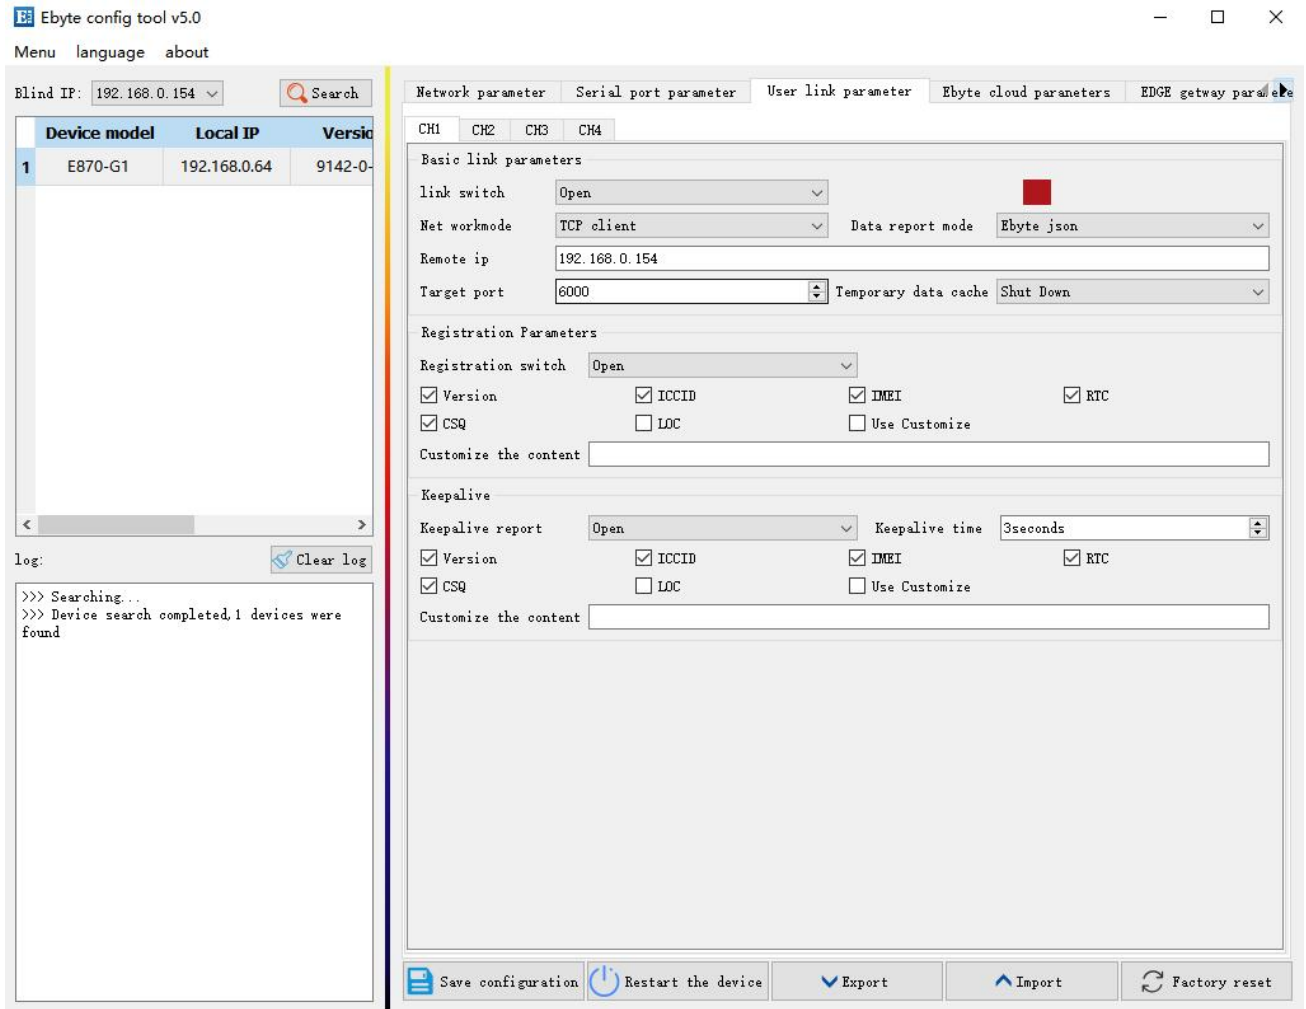 Ebyte config tool v5.0
Menu language about
Blind IP: 192.168.0.154 Search
Device model Local IP Versio
1 E870-G1 192.168.0.64 9142-0-
log: Clear log
>>> Searching...
>>> Device search completed,1 devices were
found
Network parameter Serial port parameter User link parameter Ebyte cloud paraneters EDGE getway
CH1 CH2 CH3 CH4
Basic link parameters
link switch Open
Net workmode TCP client Data report mode Ebyte json
Remote ip 192.168.0.154
Target port 6000 Temporary data cache Shut Down
Registration Parameters
Registration switch Open
Version ICCID IMEI RTC
CSQ LOC Use Customize
Customize the content
Keepalive
Keepalive report Open Keepalive time 3seconds
Version ICCID IMEI RTC
CSQ LOC Use Customize
Customize the content
Save configuration Restart the device Export Import Factory reset